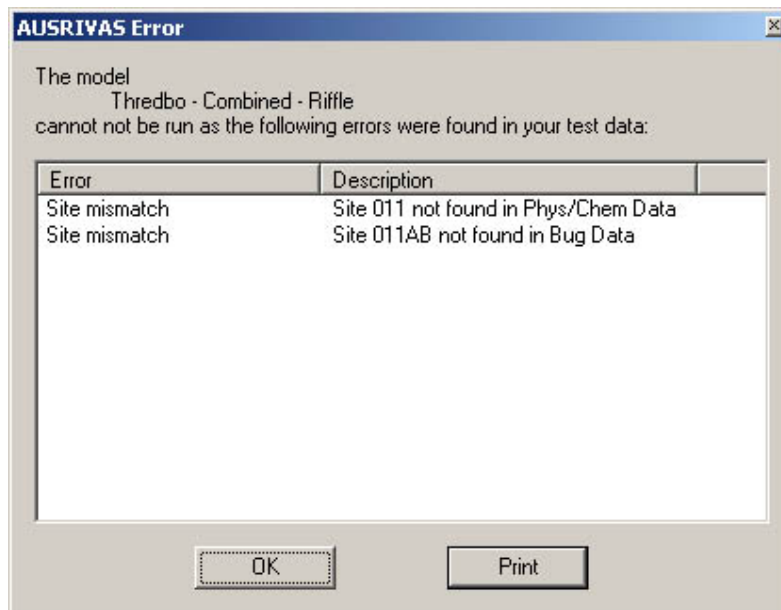 AUSRIVAS Error
The model
Thredbo - Combined - Riffle
cannot not be run as the following errors were found in your test data:
Error Description
Site mismatch Site 011 not found in Phys/Chem Data
Site mismatch Site 011AB not found in Bug Data
OK Print